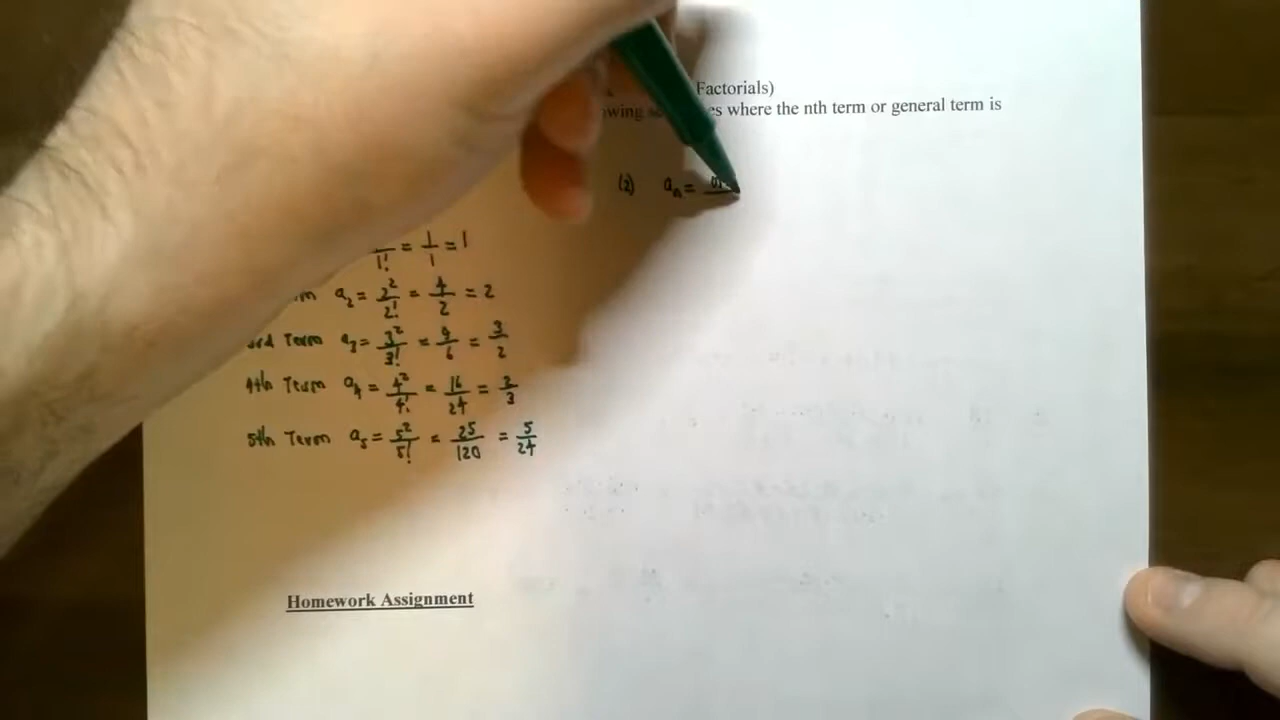 Factorials)
where the nth term or general term is
(2) aₙ =
1! = 1/1 = 1
a₂ = 2²/2! = 4/2 = 2
Term a₃ = 3²/3! = 9/6 = 3/2
4th Term a₄ = 4²/4! = 16/24 = 2/3
5th Term a₅ = 5²/5! = 25/120 = 5/24
Homework Assignment